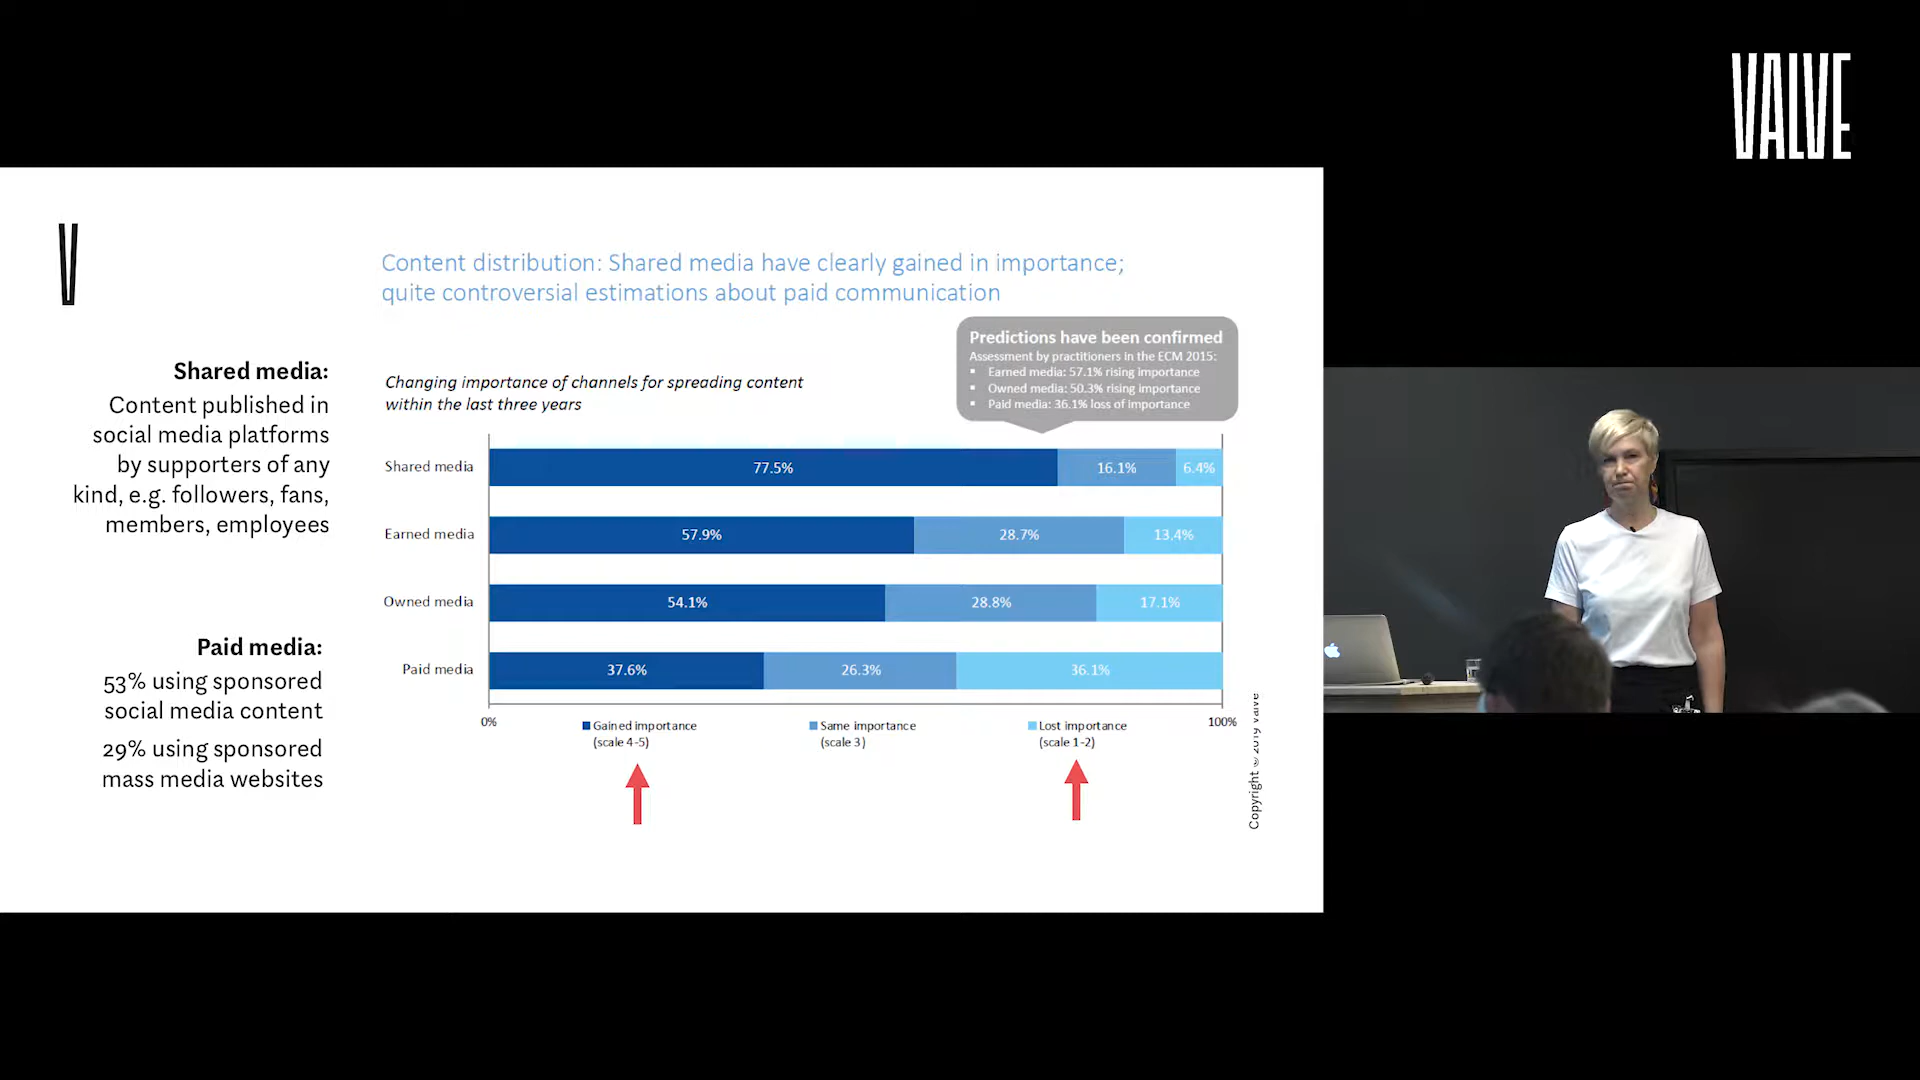 VALVE
V
Content distribution: Shared media have clearly gained in importance;
quite controversial estimations about paid communication
Shared media:
Content published in
social media platforms
by supporters of any
kind, e.g. followers, fans,
members, employees
Paid media:
53% using sponsored
social media content
29% using sponsored
mass media websites
Predictions have been confirmed
Assessment by practitioners in the ECM 2015:
▪ Earned media: 57.1% rising importance
▪ Owned media: 50.3% rising importance
▪ Paid media: 36.1% loss of importance
Changing importance of channels for spreading content
within the last three years
Shared media 77.5% 16.1% 6.4%
Earned media 57.9% 28.7% 13.4%
Owned media 54.1% 28.8% 17.1%
Paid media 37.6% 26.3% 36.1%
0% 100%
Gained importance
(scale 4-5)
Same importance
(scale 3)
Lost importance
(scale 1-2)
Copyright © 2019 Valve